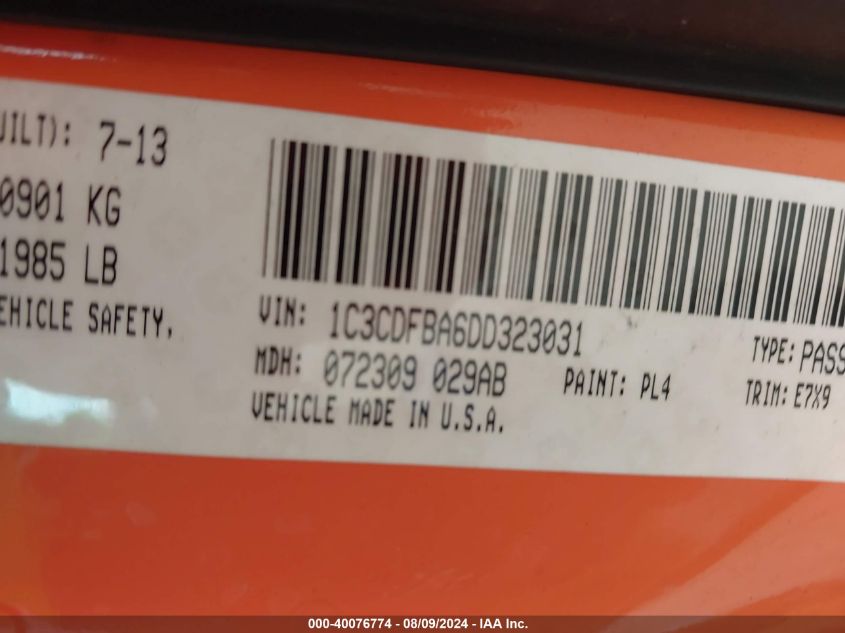 UILT): 7-13
0901 KG
1985 LB
EHICLE SAFETY.
VIN: 1C3CDFBA6DD323031
TYPE: PASS
MDH: 072309 029AB
PAINT: PL4
TRIM: E7X9
VEHICLE MADE IN U.S.A.
000-40076774 - 08/09/2024 - IAA Inc.